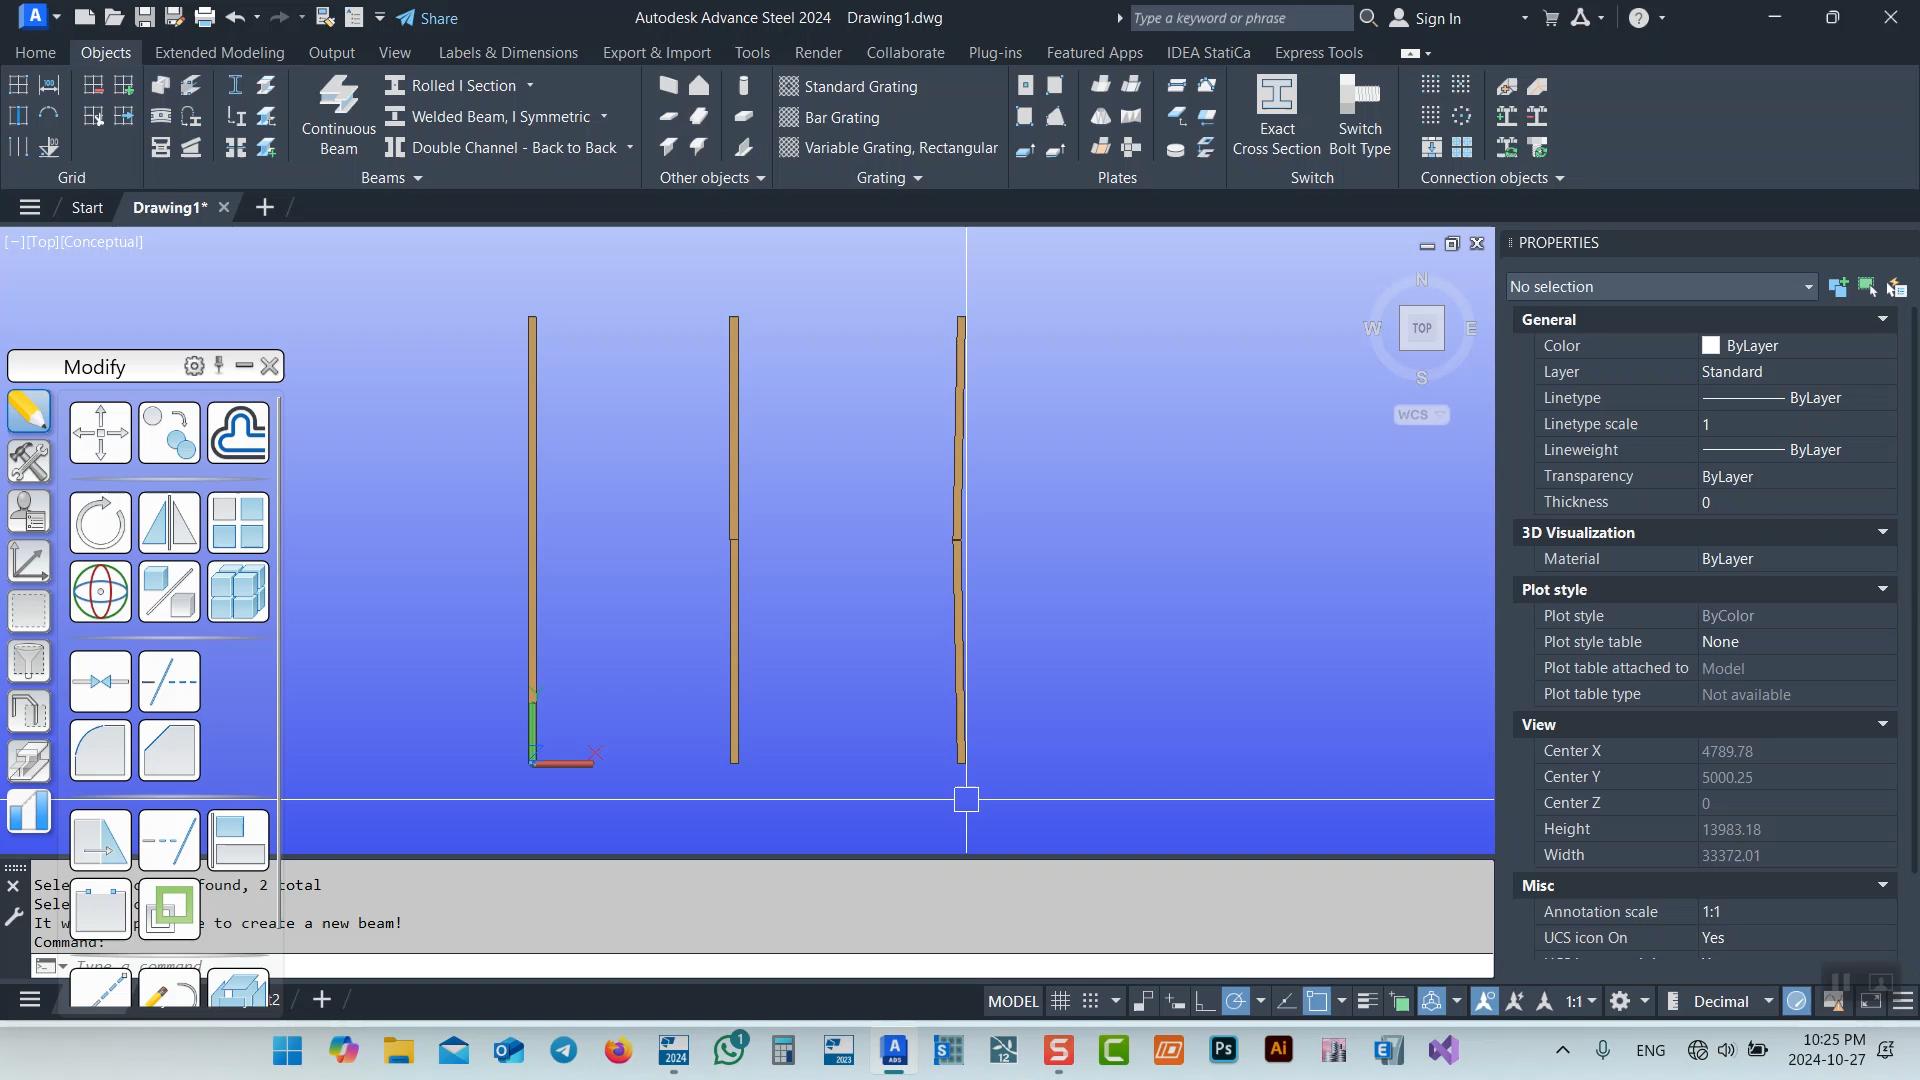 Share
Autodesk Advance Steel 2024 Drawing1.dwg
Type a keyword or phrase
Sign In
Home
Objects
Extended Modeling
Output
View
Labels & Dimensions
Export & Import
Tools
Render
Collaborate
Plug-ins
Featured Apps
IDEA StatiCa
Express Tools
Continuous Beam
Rolled I Section
Welded Beam, I Symmetric
Double Channel - Back to Back
Standard Grating
Bar Grating
Variable Grating, Rectangular
Exact Cross Section
Switch Bolt Type
Grid
Beams
Other objects
Grating
Plates
Switch
Connection objects
Start
Drawing1*
[−][Top][Conceptual]
N
W
TOP
E
S
WCS
X
Modify
PROPERTIES
No selection
General
Color ByLayer
Layer Standard
Linetype ByLayer
Linetype scale 1
Lineweight ByLayer
Transparency ByLayer
Thickness 0
3D Visualization
Material ByLayer
Plot style
Plot style ByColor
Plot style table None
Plot table attached to Model
Plot table type Not available
View
Center X 4789.78
Center Y 5000.25
Center Z 0
Height 13983.18
Width 33372.01
Misc
Annotation scale 1:1
UCS icon On Yes
found, 2 total
to create a new beam!
Command:
Type a command
MODEL
1:1
Decimal
ENG
10:25 PM
2024-10-27